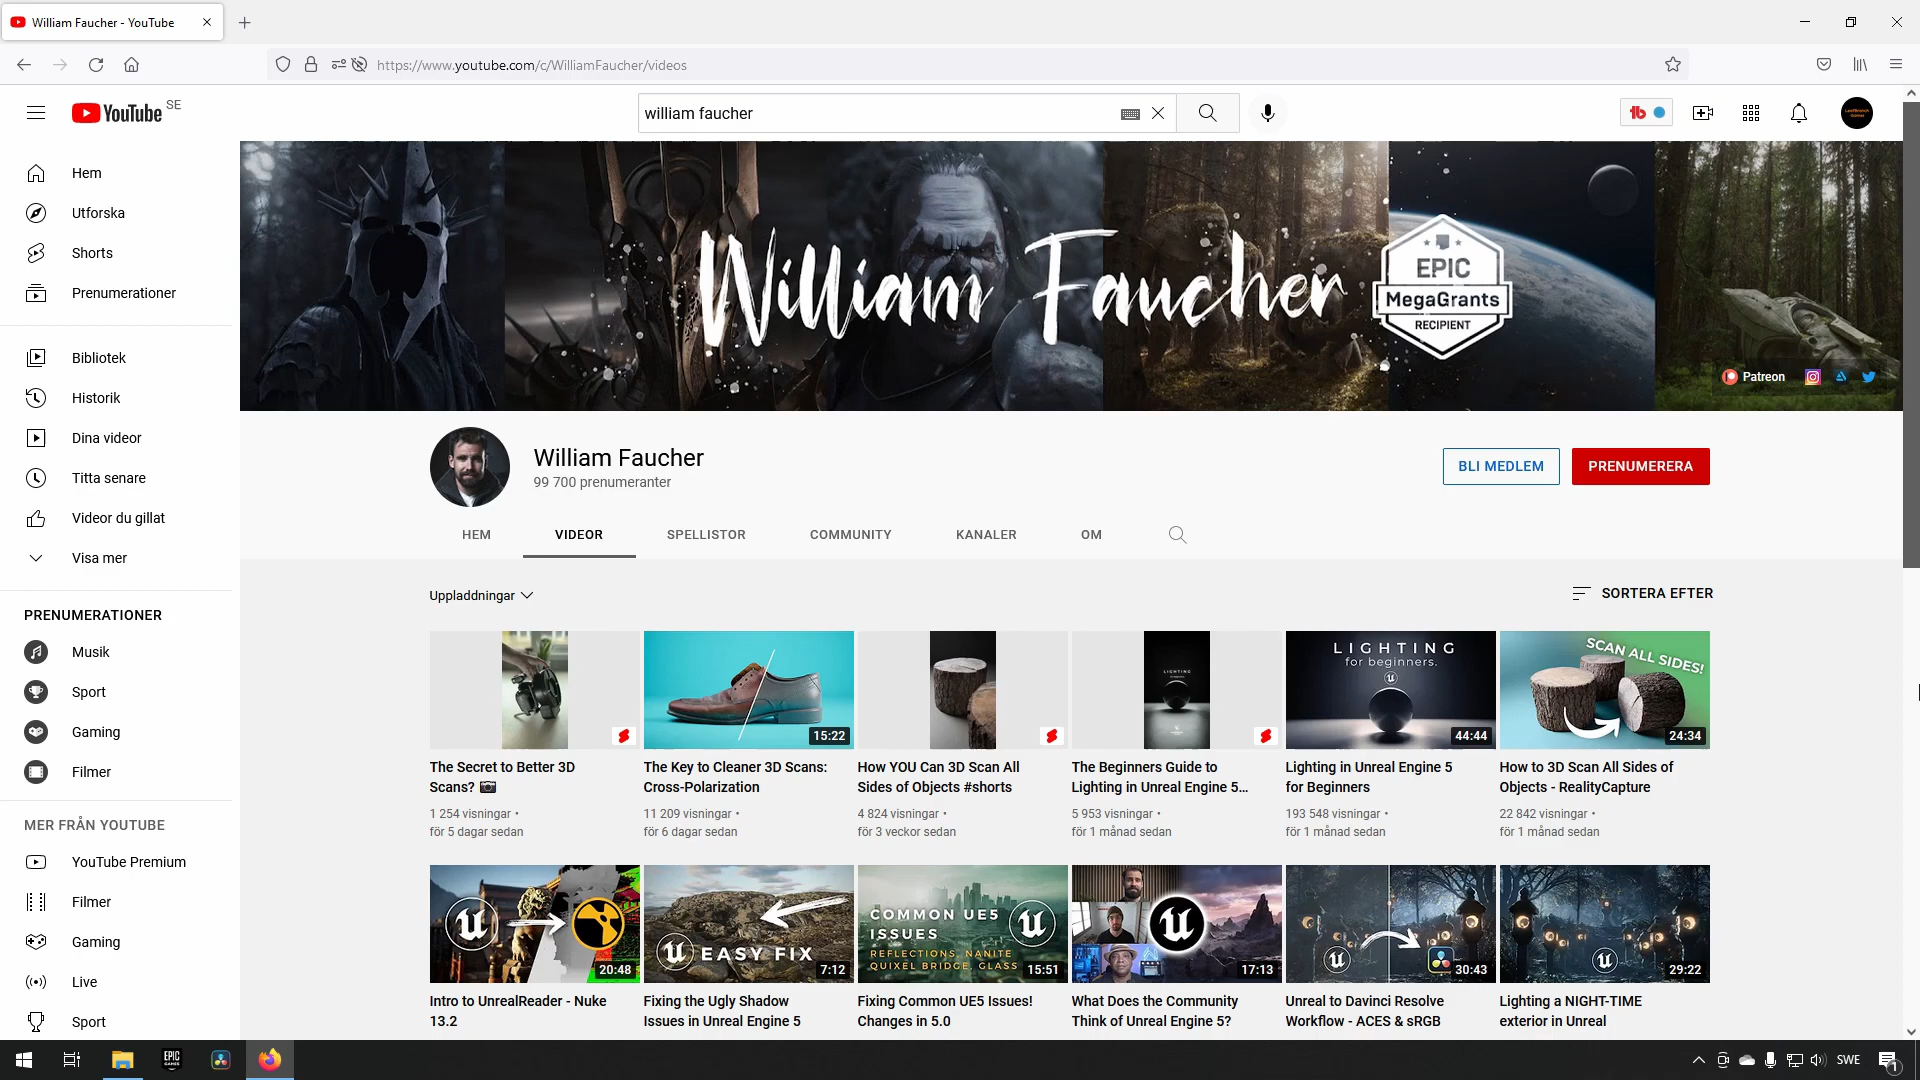 William Faucher - YouTube
https://www.youtube.com/c/WilliamFaucher/videos
YouTube SE
william faucher
Hem
Utforska
Shorts
Prenumerationer
Bibliotek
Historik
Dina videor
Titta senare
Videor du gillat
Visa mer
PRENUMERATIONER
Musik
Sport
Gaming
Filmer
MER FRÅN YOUTUBE
YouTube Premium
Filmer
Gaming
Live
Sport
William Faucher
EPIC
MegaGrants
RECIPIENT
Patreon
William Faucher
99 700 prenumeranter
BLI MEDLEM
PRENUMERERA
HEM
VIDEOR
SPELLISTOR
COMMUNITY
KANALER
OM
Uppladdningar
SORTERA EFTER
The Secret to Better 3D
Scans?
1 254 visningar •
för 5 dagar sedan
15:22
The Key to Cleaner 3D Scans:
Cross-Polarization
11 209 visningar •
för 6 dagar sedan
How YOU Can 3D Scan All
Sides of Objects #shorts
4 824 visningar •
för 3 veckor sedan
LIGHTING
The Beginners Guide to
Lighting in Unreal Engine 5...
5 953 visningar •
för 1 månad sedan
LIGHTING
for beginners.
44:44
Lighting in Unreal Engine 5
for Beginners
193 548 visningar •
för 1 månad sedan
SCAN ALL SIDES!
24:34
How to 3D Scan All Sides of
Objects - RealityCapture
22 842 visningar •
för 1 månad sedan
20:48
Intro to UnrealReader - Nuke
13.2
EASY FIX
7:12
Fixing the Ugly Shadow
Issues in Unreal Engine 5
COMMON UE5
ISSUES
REFLECTIONS, NANITE
QUIXEL BRIDGE, GLASS
15:51
Fixing Common UE5 Issues!
Changes in 5.0
17:13
What Does the Community
Think of Unreal Engine 5?
30:43
Unreal to Davinci Resolve
Workflow - ACES & sRGB
29:22
Lighting a NIGHT-TIME
exterior in Unreal
EPIC
GAMES
SWE
1